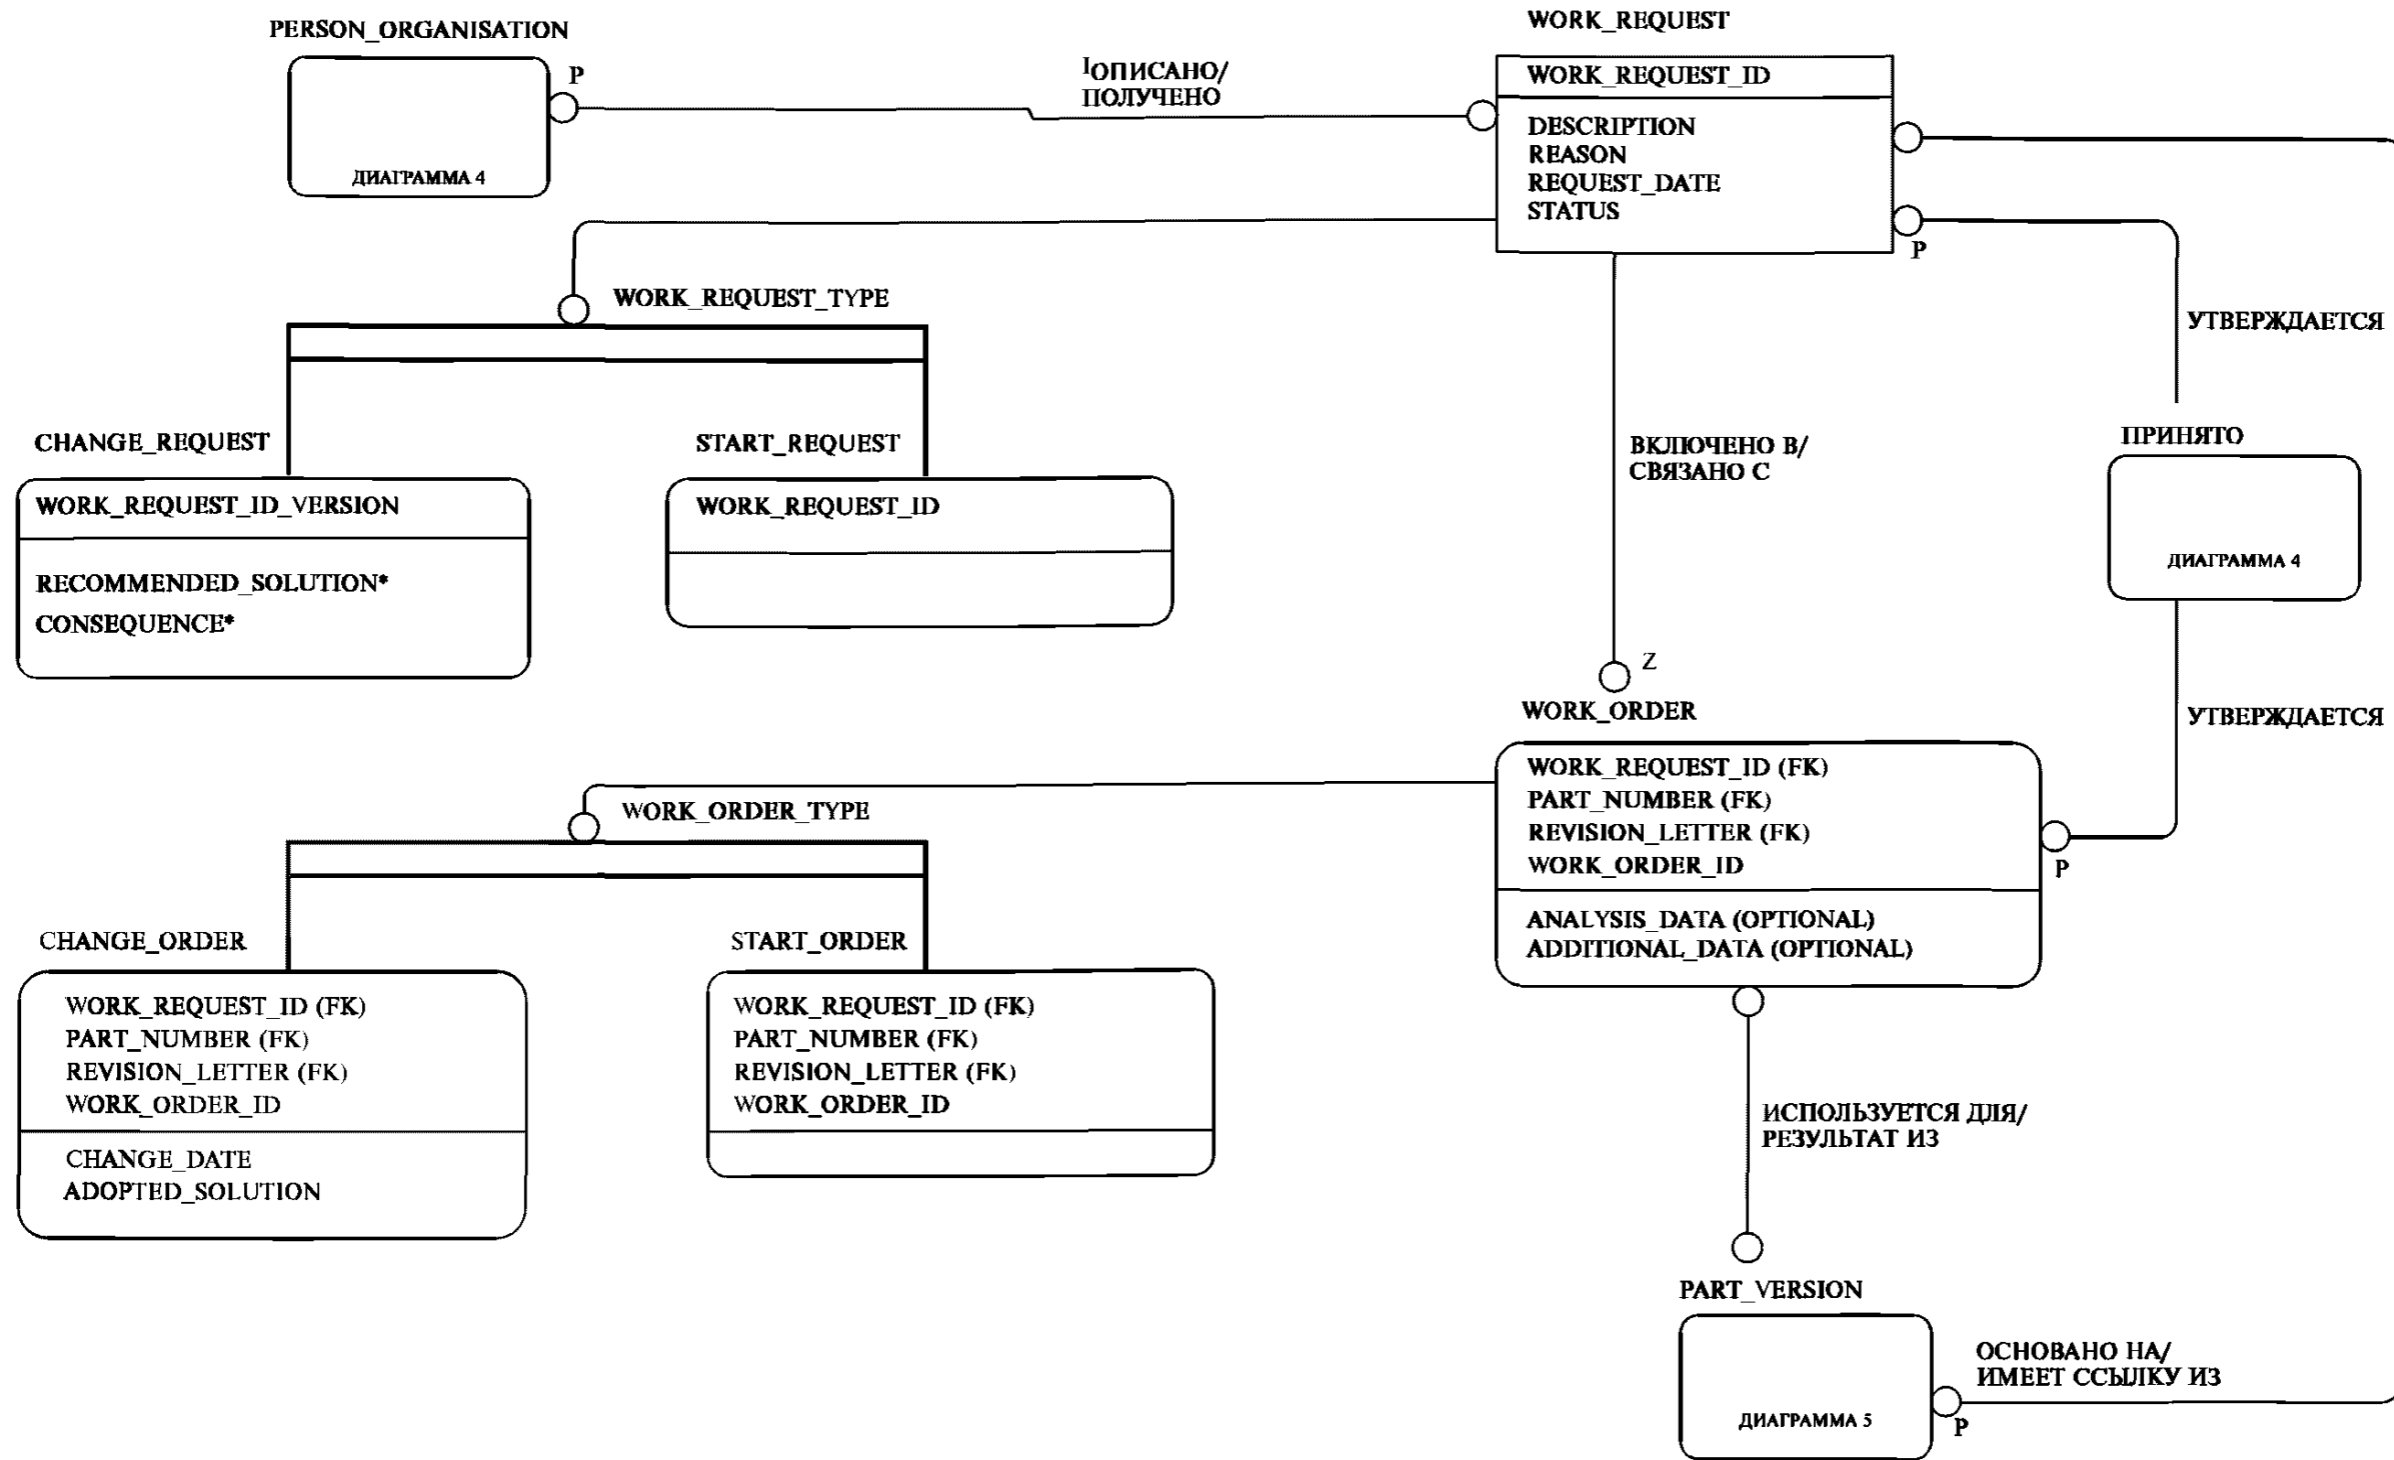 PERSON_ORGANISATION
P
ДИАГРАММА 4
IОПИСАНО/
ПОЛУЧЕНО
WORK_REQUEST
WORK_REQUEST_ID
DESCRIPTION
REASON
REQUEST_DATE
STATUS
P
УТВЕРЖДАЕТСЯ
WORK_REQUEST_TYPE
CHANGE_REQUEST
WORK_REQUEST_ID_VERSION
RECOMMENDED_SOLUTION*
CONSEQUENCE*
START_REQUEST
WORK_REQUEST_ID
ВКЛЮЧЕНО В/
СВЯЗАНО С
ПРИНЯТО
ДИАГРАММА 4
Z
УТВЕРЖДАЕТСЯ
WORK_ORDER
WORK_REQUEST_ID (FK)
PART_NUMBER (FK)
REVISION_LETTER (FK)
WORK_ORDER_ID
P
ANALYSIS_DATA (OPTIONAL)
ADDITIONAL_DATA (OPTIONAL)
WORK_ORDER_TYPE
CHANGE_ORDER
WORK_REQUEST_ID (FK)
PART_NUMBER (FK)
REVISION_LETTER (FK)
WORK_ORDER_ID
CHANGE_DATE
ADOPTED_SOLUTION
START_ORDER
WORK_REQUEST_ID (FK)
PART_NUMBER (FK)
REVISION_LETTER (FK)
WORK_ORDER_ID
ИСПОЛЬЗУЕТСЯ ДЛЯ/
РЕЗУЛЬТАТ ИЗ
PART_VERSION
ДИАГРАММА 5
ОСНОВАНО НА/
ИМЕЕТ ССЫЛКУ ИЗ
P